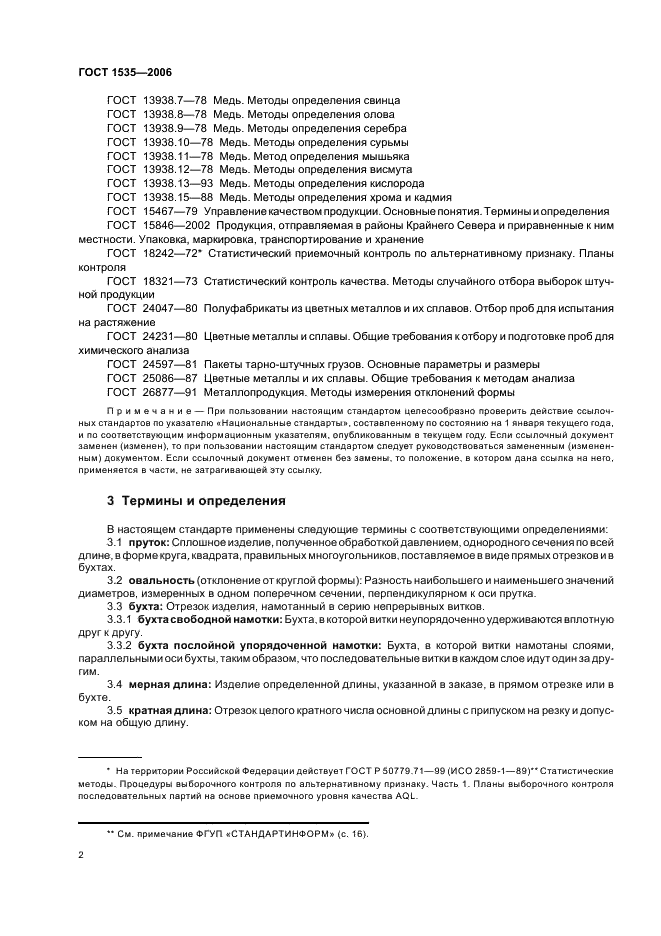 ГОСТ 1535—2006
ГОСТ 13938.7—78 Медь. Методы определения свинца
ГОСТ 13938.8—78 Медь. Методы определения олова
ГОСТ 13938.9—78 Медь. Методы определения серебра
ГОСТ 13938.10—78 Медь. Методы определения сурьмы
ГОСТ 13938.11—78 Медь. Метод определения мышьяка
ГОСТ 13938.12—78 Медь. Методы определения висмута
ГОСТ 13938.13—93 Медь. Методы определения кислорода
ГОСТ 13938.15—88 Медь. Методы определения хрома и кадмия
ГОСТ 15467—79 Управление качеством продукции. Основные понятия. Термины и определения
ГОСТ 15846—2002 Продукция, отправляемая в районы Крайнего Севера и приравненные к ним
местности. Упаковка, маркировка, транспортирование и хранение
ГОСТ 18242—72* Статистический приемочный контроль по альтернативному признаку. Планы
контроля
ГОСТ 18321—73 Статистический контроль качества. Методы случайного отбора выборок штуч-
ной продукции
ГОСТ 24047—80 Полуфабрикаты из цветных металлов и их сплавов. Отбор проб для испытания
на растяжение
ГОСТ 24231—80 Цветные металлы и сплавы. Общие требования к отбору и подготовке проб для
химического анализа
ГОСТ 24597—81 Пакеты тарно-штучных грузов. Основные параметры и размеры
ГОСТ 25086—87 Цветные металлы и их сплавы. Общие требования к методам анализа
ГОСТ 26877—91 Металлопродукция. Методы измерения отклонений формы
Примечание — При пользовании настоящим стандартом целесообразно проверить действие ссылоч-
ных стандартов по указателю «Национальные стандарты», составленному по состоянию на 1 января текущего года,
и по соответствующим информационным указателям, опубликованным в текущем году. Если ссылочный документ
заменен (изменен), то при пользовании настоящим стандартом следует руководствоваться замененным (изменен-
ным) документом. Если ссылочный документ отменен без замены, то положение, в котором дана ссылка на него,
применяется в части, не затрагивающей эту ссылку.
3 Термины и определения
В настоящем стандарте применены следующие термины с соответствующими определениями:
3.1 пруток: Сплошное изделие, полученное обработкой давлением, однородного сечения по всей
длине, в форме круга, квадрата, правильных многоугольников, поставляемое в виде прямых отрезков и в
бухтах.
3.2 овальность (отклонение от круглой формы): Разность наибольшего и наименьшего значений
диаметров, измеренных в одном поперечном сечении, перпендикулярном к оси прутка.
3.3 бухта: Отрезок изделия, намотанный в серию непрерывных витков.
3.3.1 бухта свободной намотки: Бухта, в которой витки неупорядоченно удерживаются вплотную
друг к другу.
3.3.2 бухта послойной упорядоченной намотки: Бухта, в которой витки намотаны слоями,
параллельными оси бухты, таким образом, что последовательные витки в каждом слое идут один за дру-
гим.
3.4 мерная длина: Изделие определенной длины, указанной в заказе, в прямом отрезке или в
бухте.
3.5 кратная длина: Отрезок целого кратного числа основной длины с припуском на резку и допус-
ком на общую длину.
* На территории Российской Федерации действует ГОСТ Р 50779.71—99 (ИСО 2859-1—89)** Статистические
методы. Процедуры выборочного контроля по альтернативному признаку. Часть 1. Планы выборочного контроля
последовательных партий на основе приемочного уровня качества AQL.
** См. примечание ФГУП «СТАНДАРТИНФОРМ» (с. 16).
2